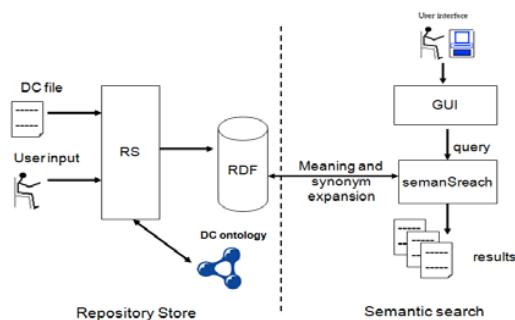 User interface
DC file
GUI
User input
RS
query
RDF
Meaning and
synonym
expansion
semanSreach
DC ontology
results
Repository Store
Semantic search